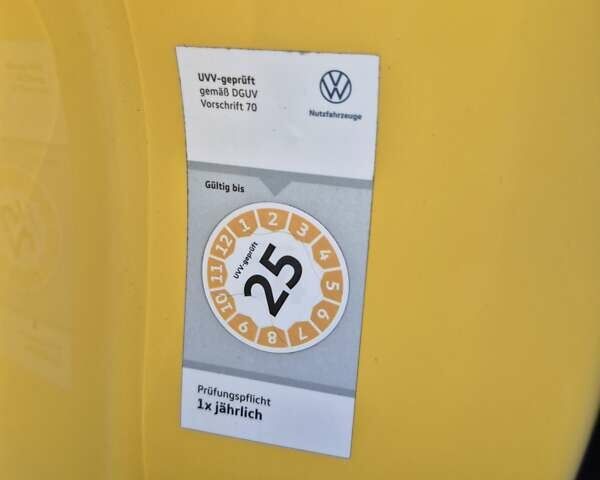 UVV-geprüft
gemäß DGUV
Vorschrift 70
Nutzfahrzeuge
Gültig bis
1 2 3 4 5 6 7 8 9 10 11 12
UVV-geprüft
25
Prüfungspflicht
1x jährlich